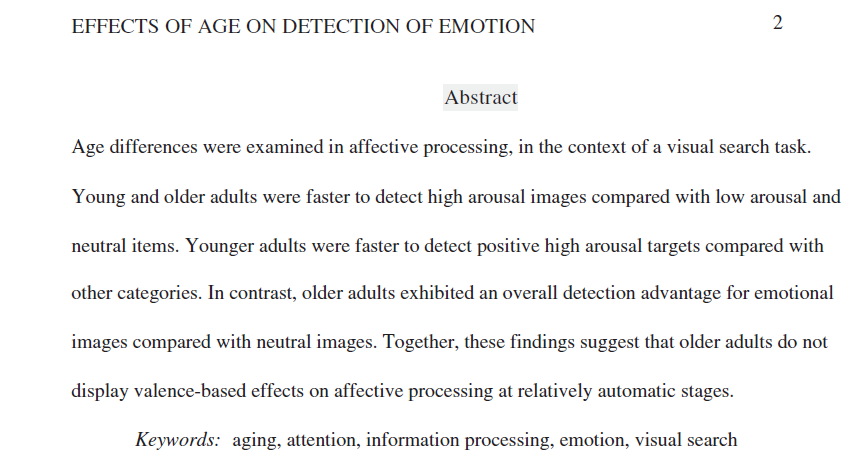 EFFECTS OF AGE ON DETECTION OF EMOTION 2
Abstract
Age differences were examined in affective processing, in the context of a visual search task.
Young and older adults were faster to detect high arousal images compared with low arousal and
neutral items. Younger adults were faster to detect positive high arousal targets compared with
other categories. In contrast, older adults exhibited an overall detection advantage for emotional
images compared with neutral images. Together, these findings suggest that older adults do not
display valence-based effects on affective processing at relatively automatic stages.
Keywords: aging, attention, information processing, emotion, visual search